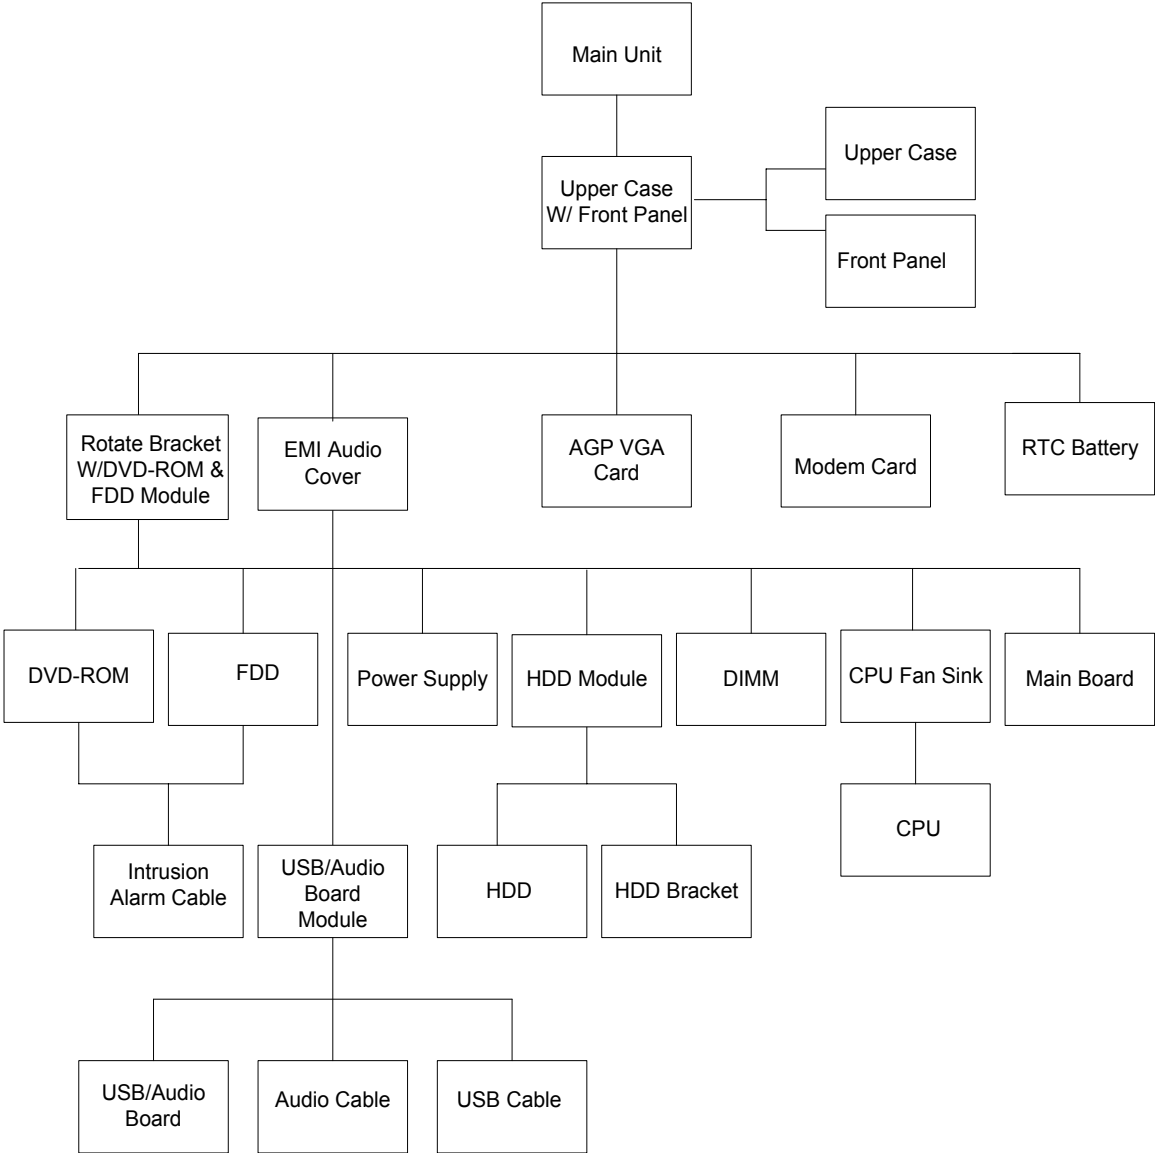 Main Unit
Upper Case
Upper Case
W/ Front Panel
Front Panel
Rotate Bracket
W/DVD-ROM &
FDD Module
EMI Audio
Cover
AGP VGA
Card
Modem Card
RTC Battery
DVD-ROM
FDD
Power Supply
HDD Module
DIMM
CPU Fan Sink
Main Board
CPU
Intrusion
Alarm Cable
USB/Audio
Board
Module
HDD
HDD Bracket
USB/Audio
Board
Audio Cable
USB Cable